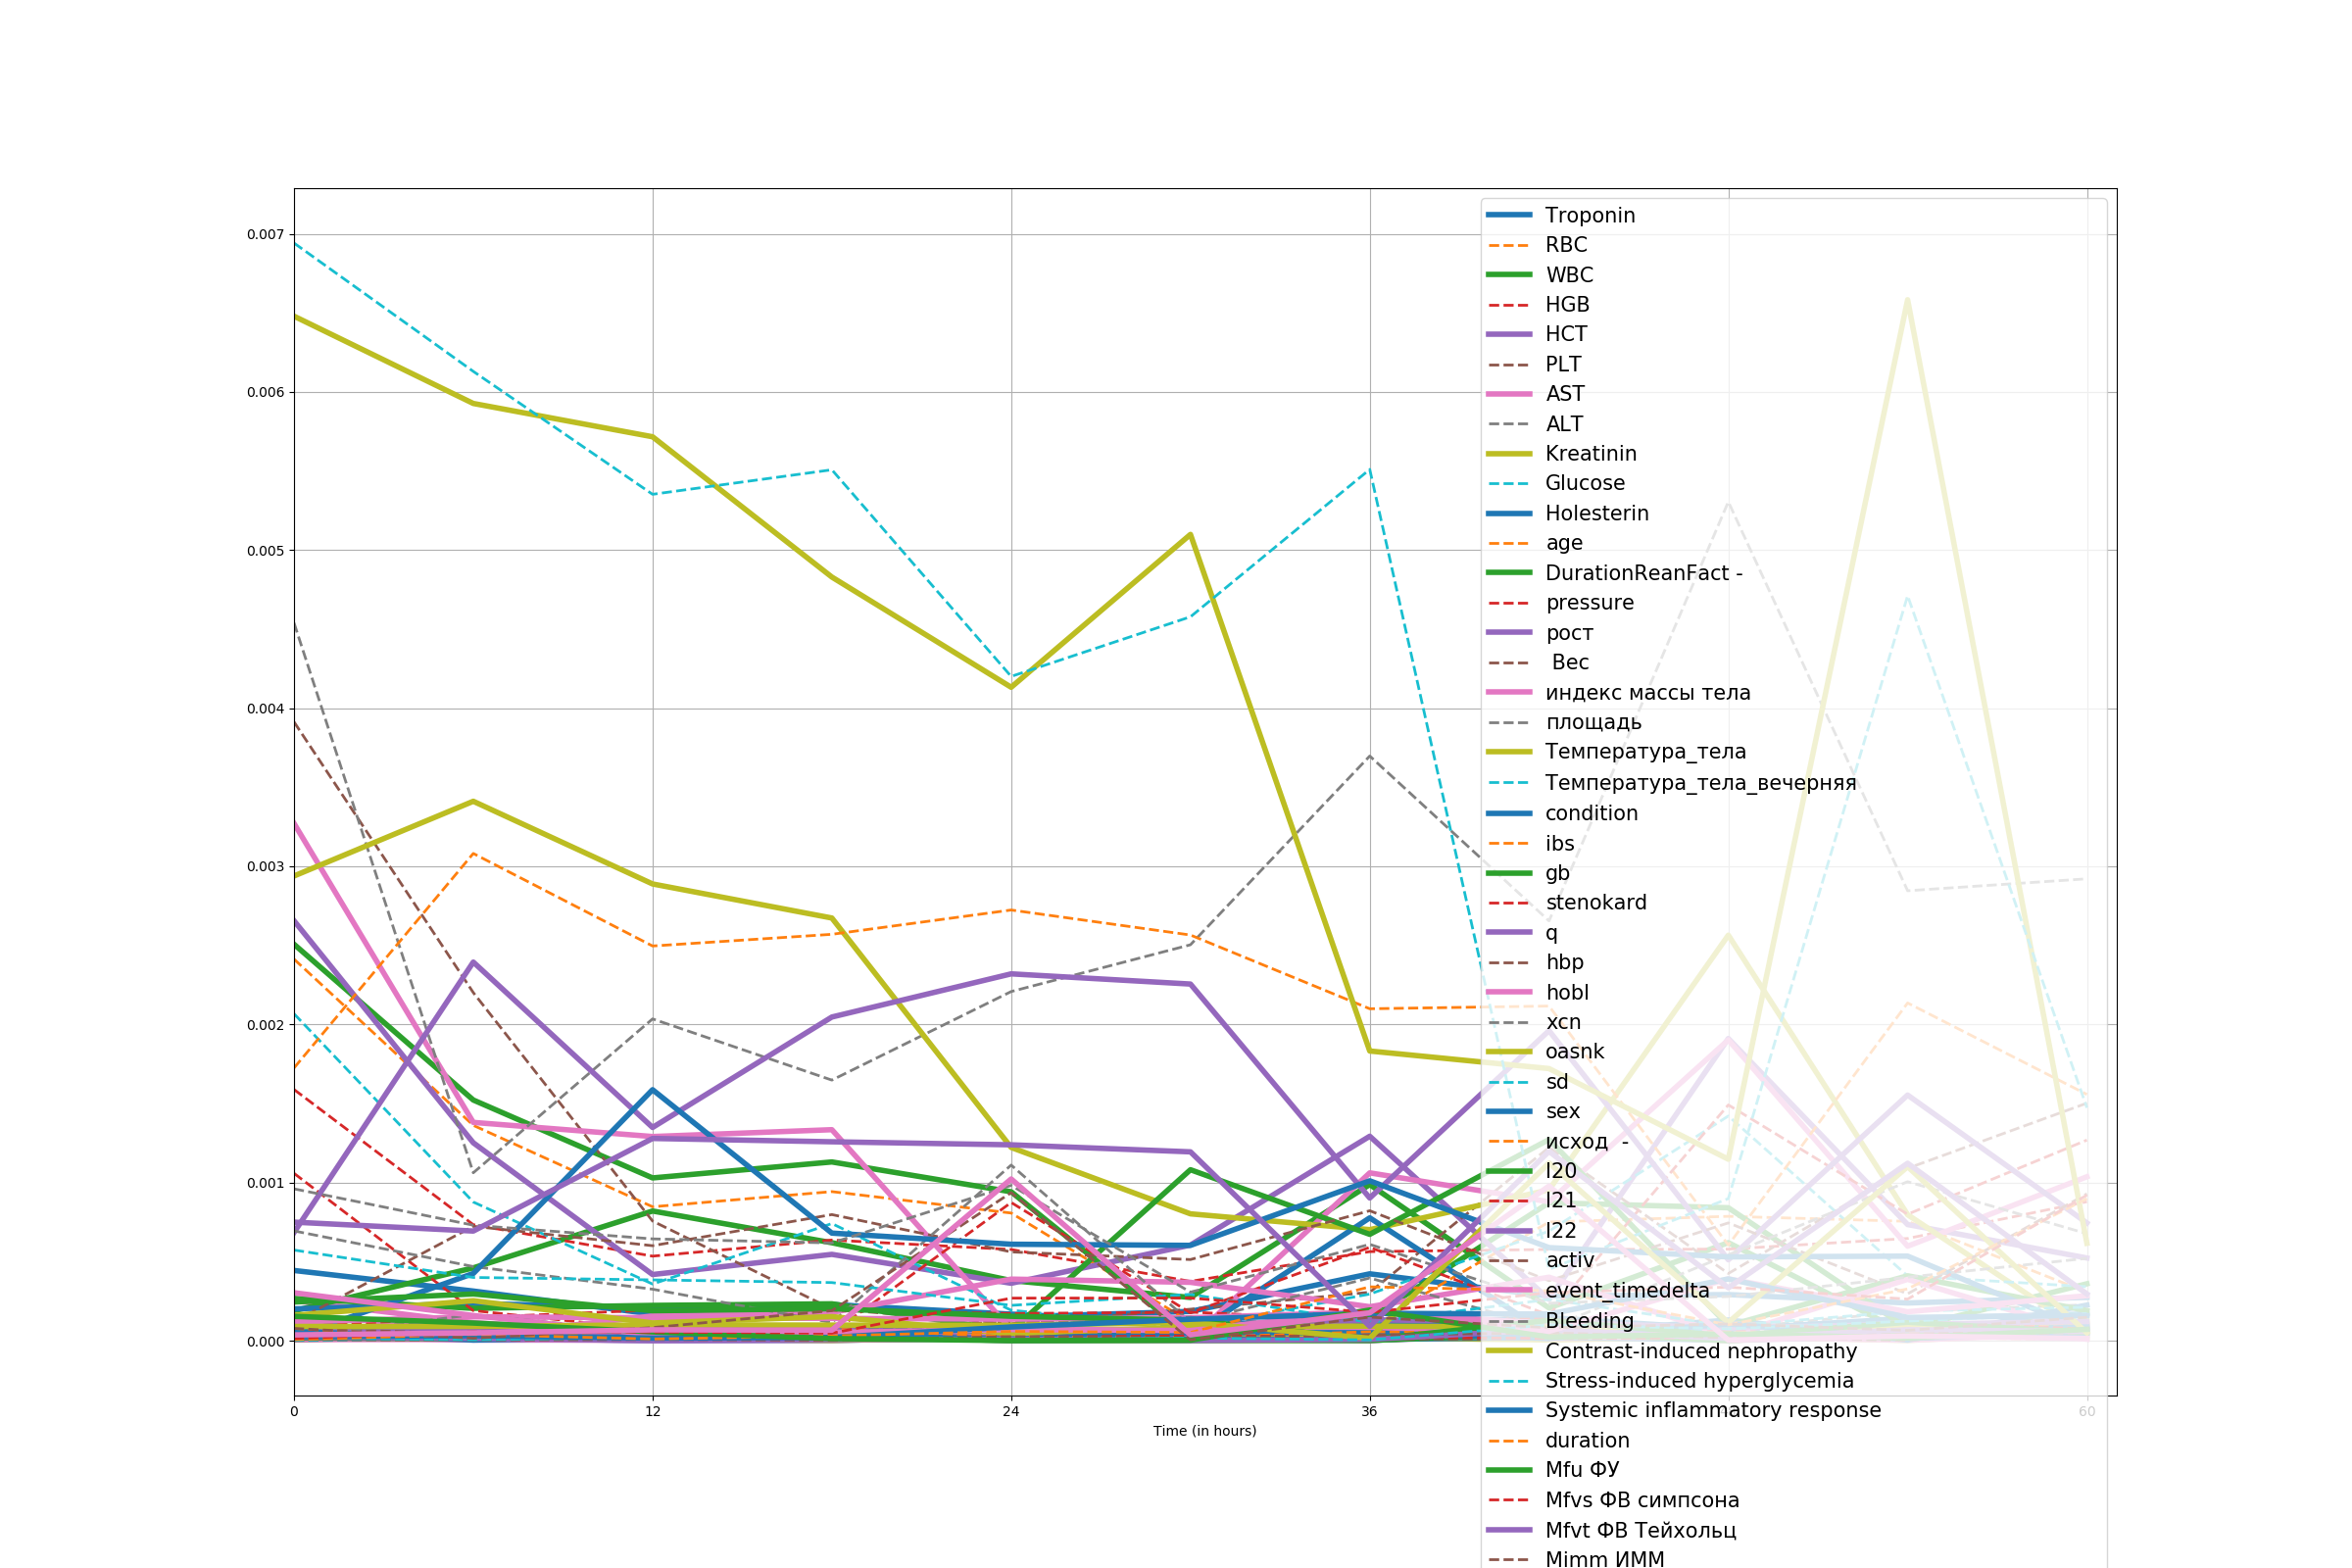 0.007
0.006
0.005
0.004
0.003
0.002
0.001
0.000
0
12
24
36
60
Time (in hours)
Troponin
RBC
WBC
HGB
HCT
PLT
AST
ALT
Kreatinin
Glucose
Holesterin
age
DurationReanFact -
pressure
рост
Вес
индекс массы тела
площадь
Температура_тела
Температура_тела_вечерняя
condition
ibs
gb
stenokard
q
hbp
hobl
xcn
oasnk
sd
sex
исход -
I20
I21
I22
activ
event_timedelta
Bleeding
Contrast-induced nephropathy
Stress-induced hyperglycemia
Systemic inflammatory response
duration
Mfu ФУ
Mfvs ФВ симпсона
Mfvt ФВ Тейхольц
Mimm ИММ